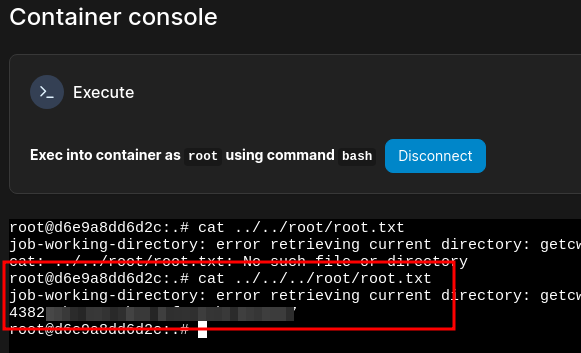 Container console
>_ Execute
Exec into container as root using command bash Disconnect
root@d6e9a8dd6d2c:.# cat ../../root/root.txt
job-working-directory: error retrieving current directory: getcw
cat: ../../root/root.txt: No such file or directory
root@d6e9a8dd6d2c:.# cat ../../../root/root.txt
job-working-directory: error retrieving current directory: getcw
4382
root@d6e9a8dd6d2c:.#